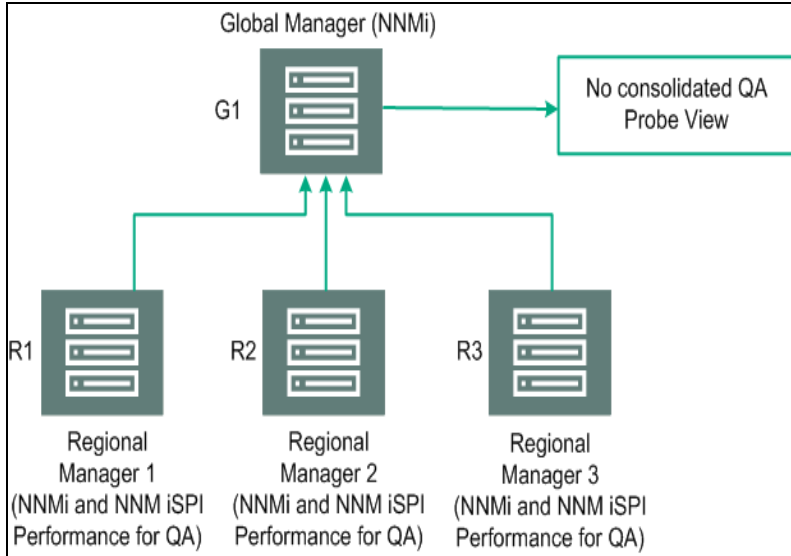 Global Manager (NNMi)
G1
No consolidated QA
Probe View
R1
R2
R3
Regional
Manager 1
(NNMi and NNM iSPI
Performance for QA)
Regional
Manager 2
(NNMi and NNM iSPI
Performance for QA)
Regional
Manager 3
(NNMi and NNM iSPI
Performance for QA)